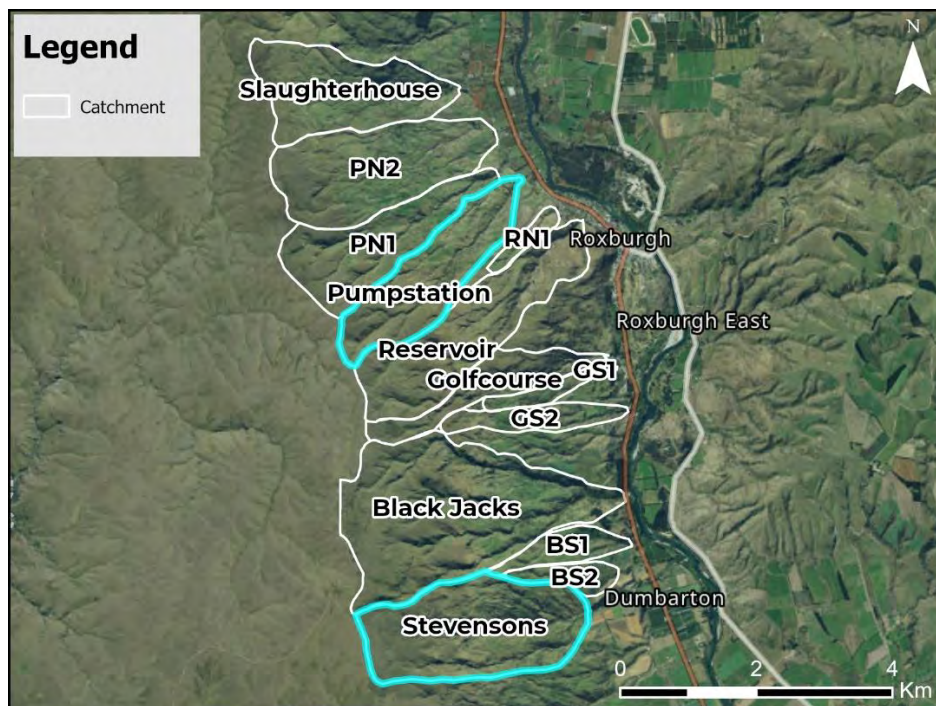 Legend
Catchment
N
Slaughterhouse
PN2
PN1
RN1
Roxburgh
Pumpstation
Roxburgh East
Reservoir
GS1
Golfcourse
GS2
Black Jacks
BS1
BS2
Dumbarton
Stevensons
0 2 4
Km